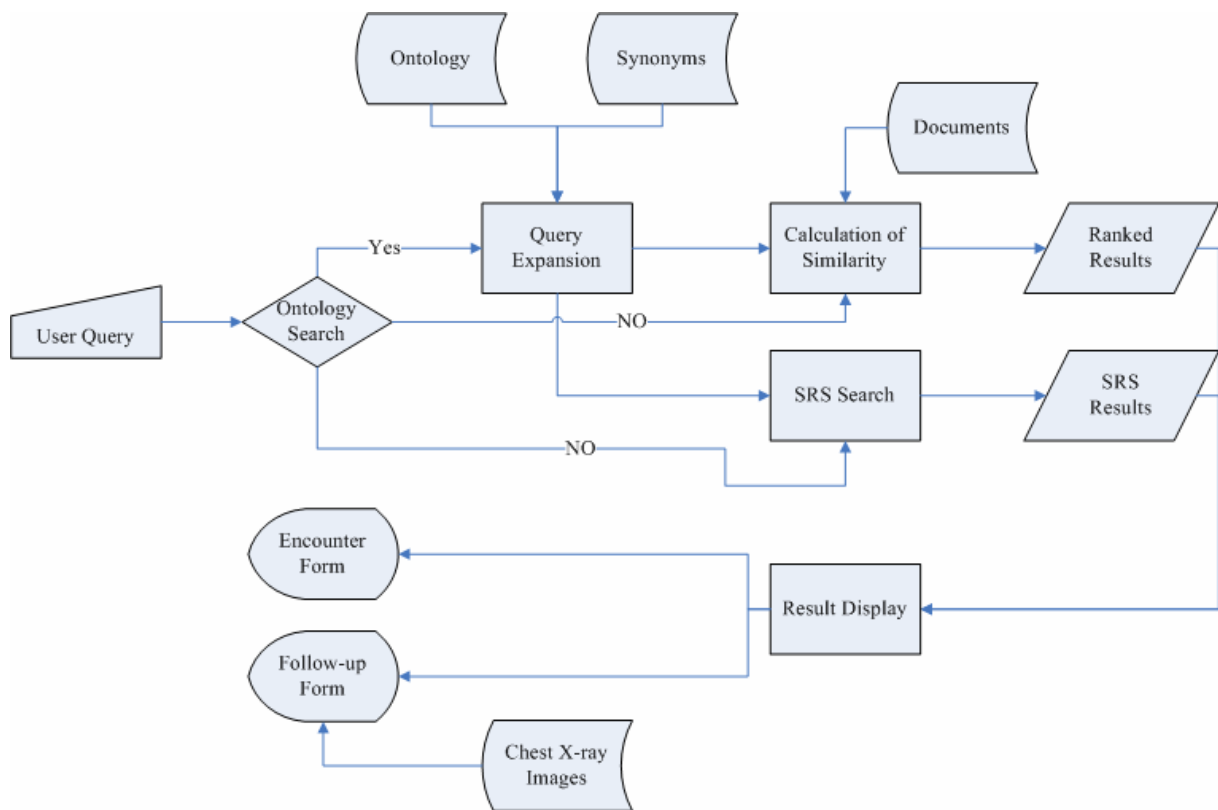 Ontology
Synonyms
Documents
Yes
Query
Expansion
Calculation of
Similarity
Ranked
Results
User Query
Ontology
Search
NO
SRS Search
SRS
Results
NO
Encounter
Form
Result Display
Follow-up
Form
Chest X-ray
Images